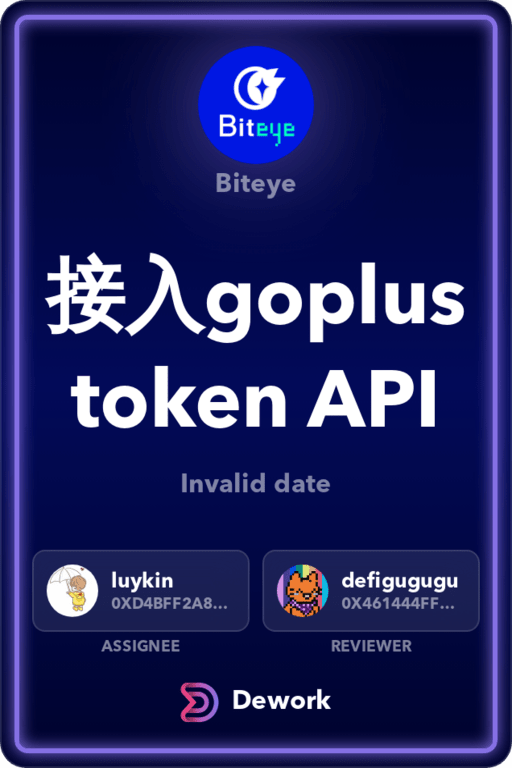 Biteye
Biteye
接入goplus
token API
Invalid date
luykin
0XD4BFF2A8...
ASSIGNEE
defigugugu
0X461444FF...
REVIEWER
Dework